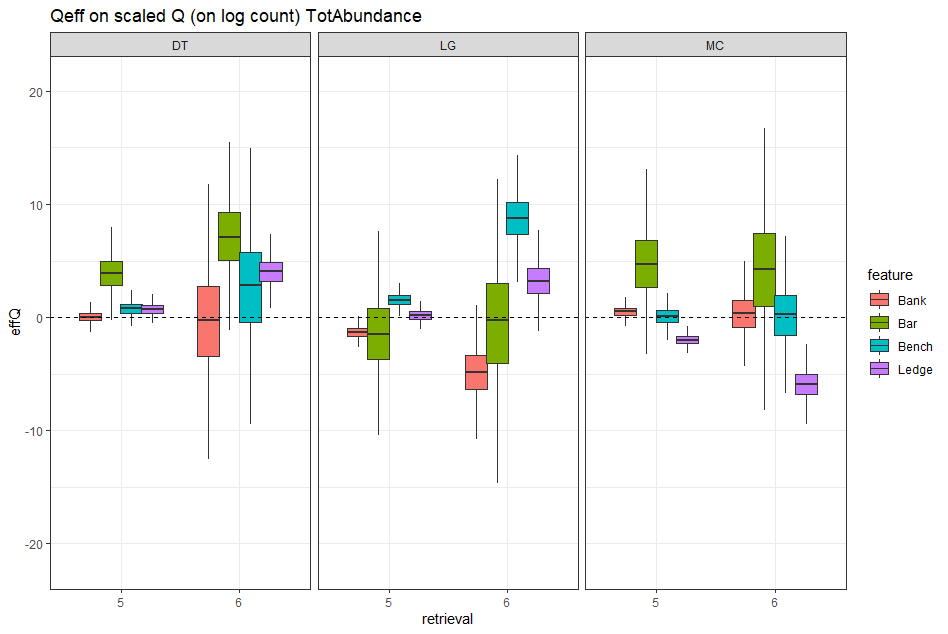 Qeff on scaled Q (on log count) TotAbundance
DT
LG
MC
20
10
0
-10
-20
effQ
5
6
5
6
5
6
retrieval
feature
Bank
Bar
Bench
Ledge